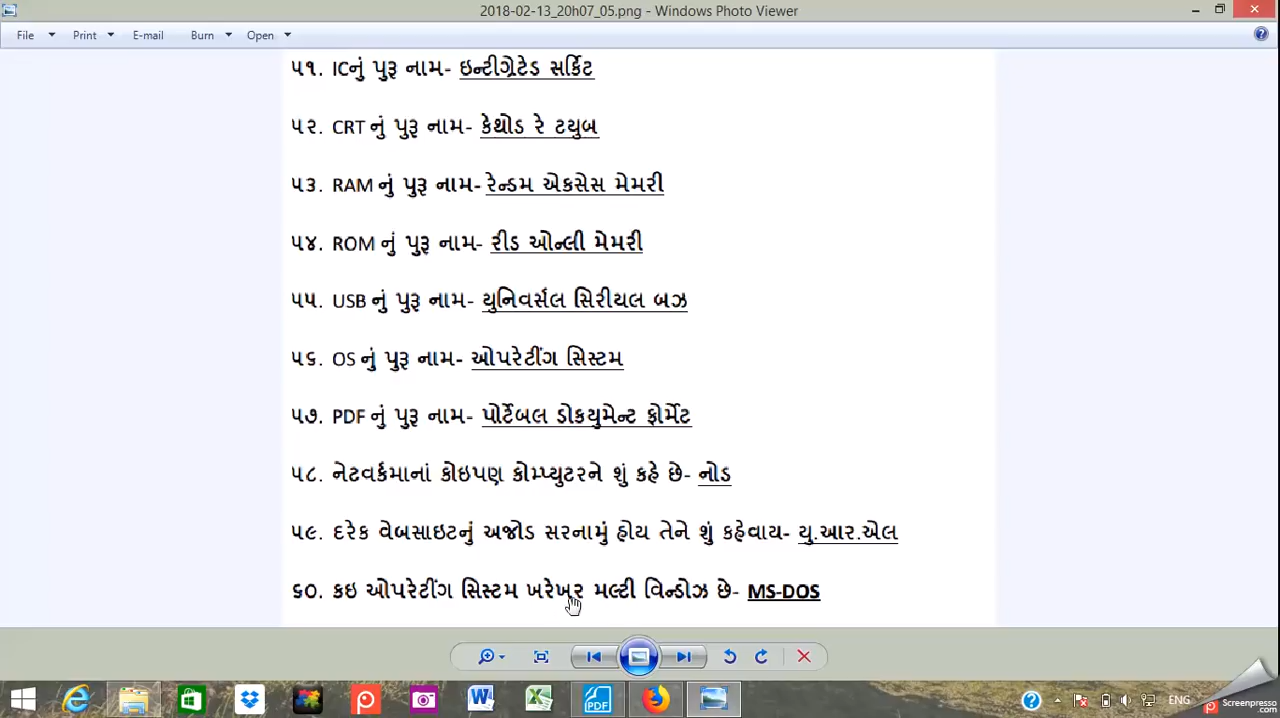 2018-02-13_20h07_05.png - Windows Photo Viewer
File Print E-mail Burn Open
૫૧. ICનું પુરૂ નામ- ઇન્ટીગ્રેટેડ સર્કિટ
૫૨. CRT નું પુરૂ નામ- કેથોડ રે ટયુબ
૫૩. RAM નું પુરૂ નામ- રેન્ડમ એકસેસ મેમરી
૫૪. ROM નું પુરૂ નામ- રીડ ઓન્લી મેમરી
૫૫. USB નું પુરૂ નામ- યુનિવર્સલ સિરીયલ બઝ
૫૬. OS નું પુરૂ નામ- ઓપરેટીંગ સિસ્ટમ
૫૭. PDF નું પુરૂ નામ- પોર્ટેબલ ડોકયુમેન્ટ ફોર્મેટ
૫૮. નેટવર્કમાનાં કોઇપણ કોમ્પ્યુટરને શું કહે છે- નોડ
૫૯. દરેક વેબસાઇટનું અજોડ સરનામું હોય તેને શું કહેવાય- યુ.આર.એલ
૬૦. કઇ ઓપરેટીંગ સિસ્ટમ ખરેખર મલ્ટી વિન્ડોઝ છે- MS-DOS
ENG
Screenpresso
.com